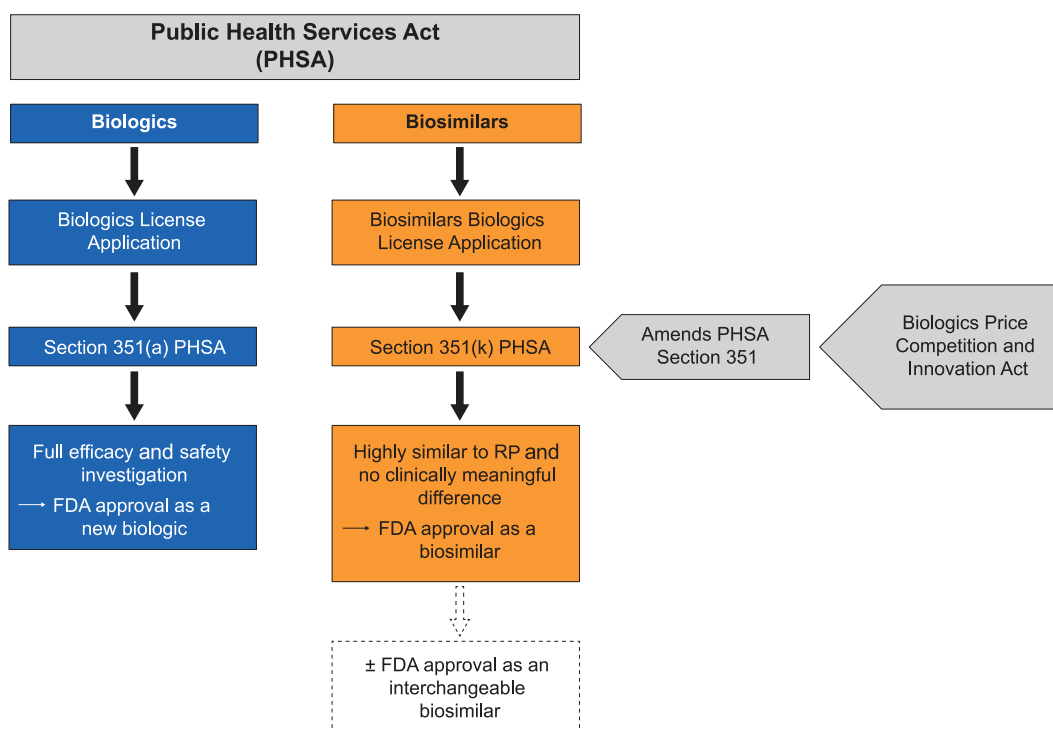 Public Health Services Act
(PHSA)
Biologics
Biologics License
Application
Section 351(a) PHSA
Full efficacy and safety
investigation
→ FDA approval as a
new biologic
Biosimilars
Biosimilars Biologics
License Application
Section 351(k) PHSA
Highly similar to RP and
no clinically meaningful
difference
→ FDA approval as a
biosimilar
± FDA approval as an
interchangeable
biosimilar
Amends PHSA
Section 351
Biologics Price
Competition and
Innovation Act